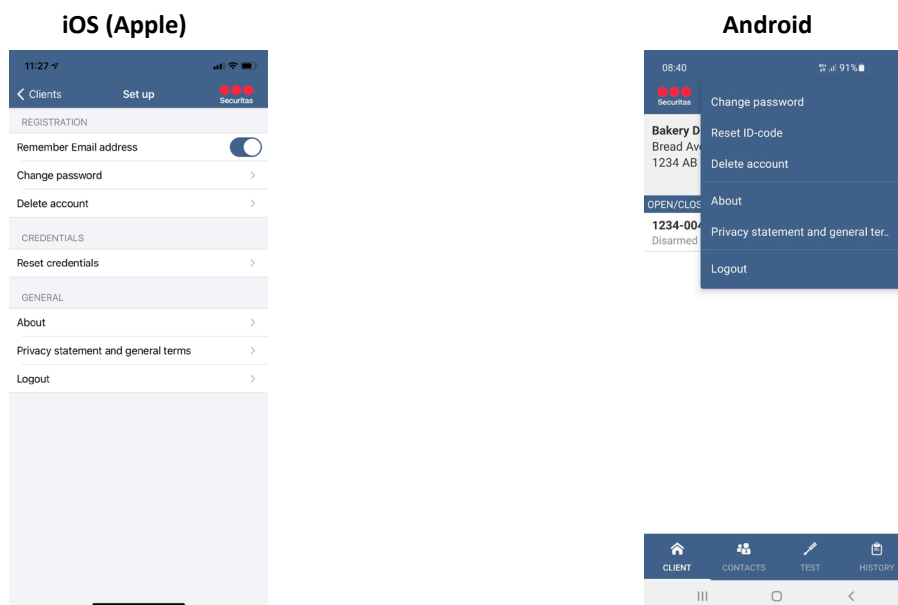 iOS (Apple)
11:27
Clients
Set up
Securitas
REGISTRATION
Remember Email address
Change password
Delete account
CREDENTIALS
Reset credentials
GENERAL
About
Privacy statement and general terms
Logout
Android
08:40
91%
Securitas
Change password
Reset ID-code
Delete account
About
Privacy statement and general ter..
Logout
Bakery D
Bread Av
1234 AB
OPEN/CLOS
1234-004
Disarmed
CLIENT
CONTACTS
TEST
HISTORY